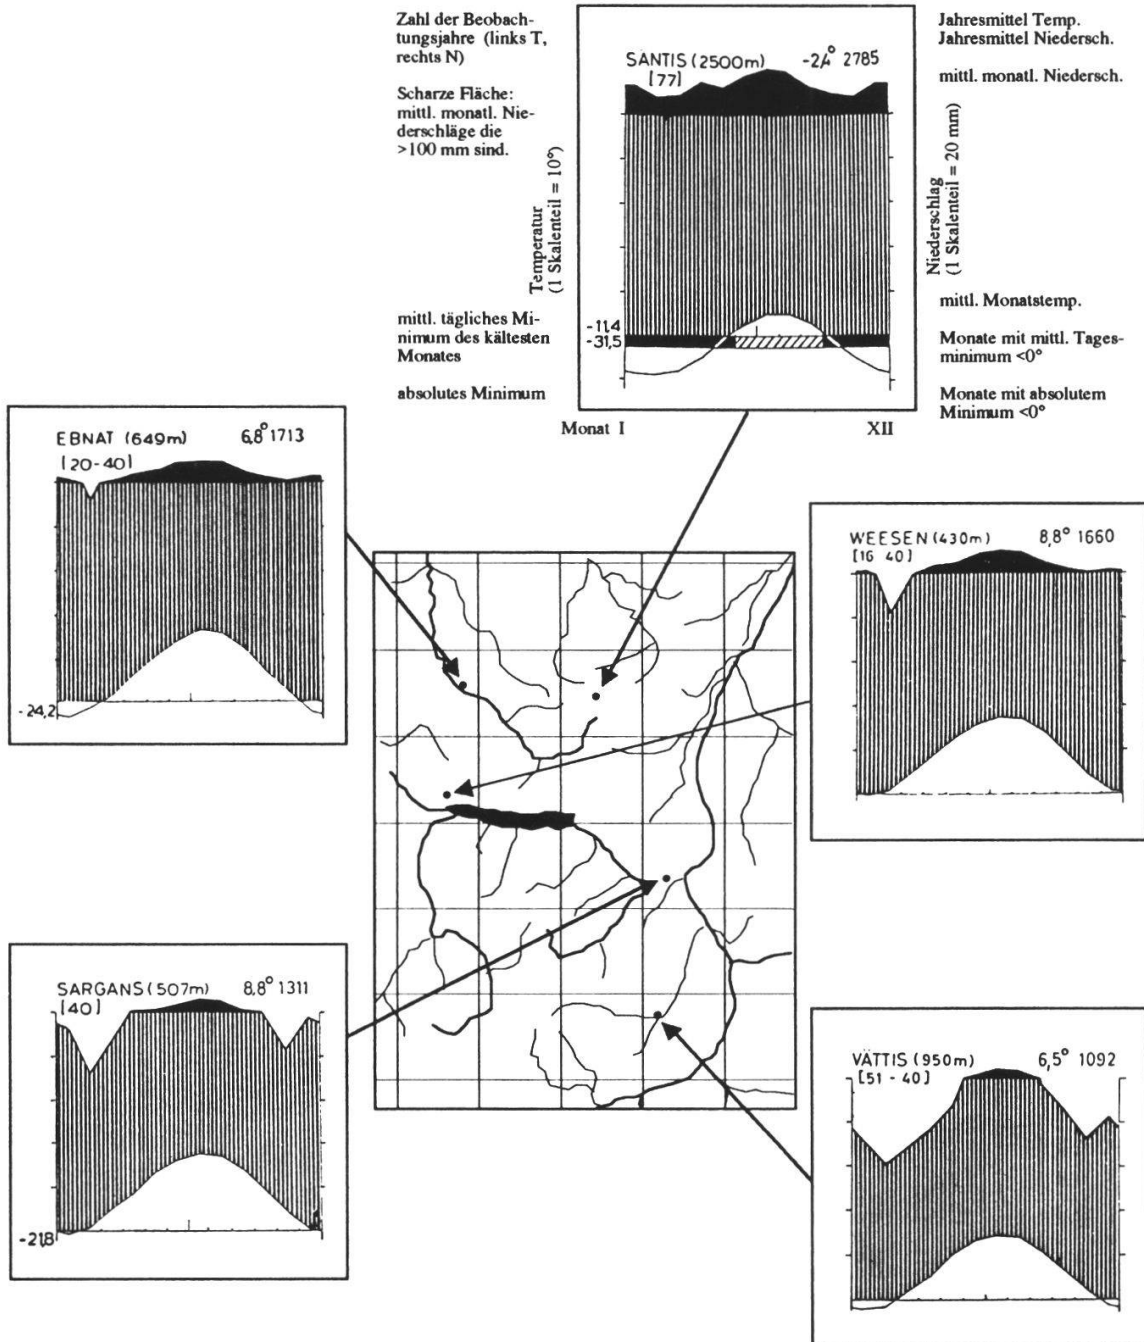 Zahl der Beobach-
tungsjahre (links T,
rechts N)
Scharze Fläche:
mittl. monatl. Nie-
derschläge die
>100 mm sind.
Temperatur
(1 Skalenteil = 10°)
mittl. tägliches Mi-
nimum des kältesten
Monates
absolutes Minimum
SÄNTIS (2500m) -2,4° 2785
[77]
-11,4
-31,5
Monat I XII
Niederschlag
(1 Skalenteil = 20 mm)
Jahresmittel Temp.
Jahresmittel Niedersch.
mittl. monatl. Niedersch.
mittl. Monatstemp.
Monate mit mittl. Tages-
minimum <0°
Monate mit absolutem
Minimum <0°
EBNAT (649m) 6,8° 1713
[20-40]
-24,2
WEESEN (430m) 8,8° 1660
[16 40]
SARGANS (507m) 8,8° 1311
[40]
-21,8
VÄTTIS (950m) 6,5° 1092
[51 - 40]